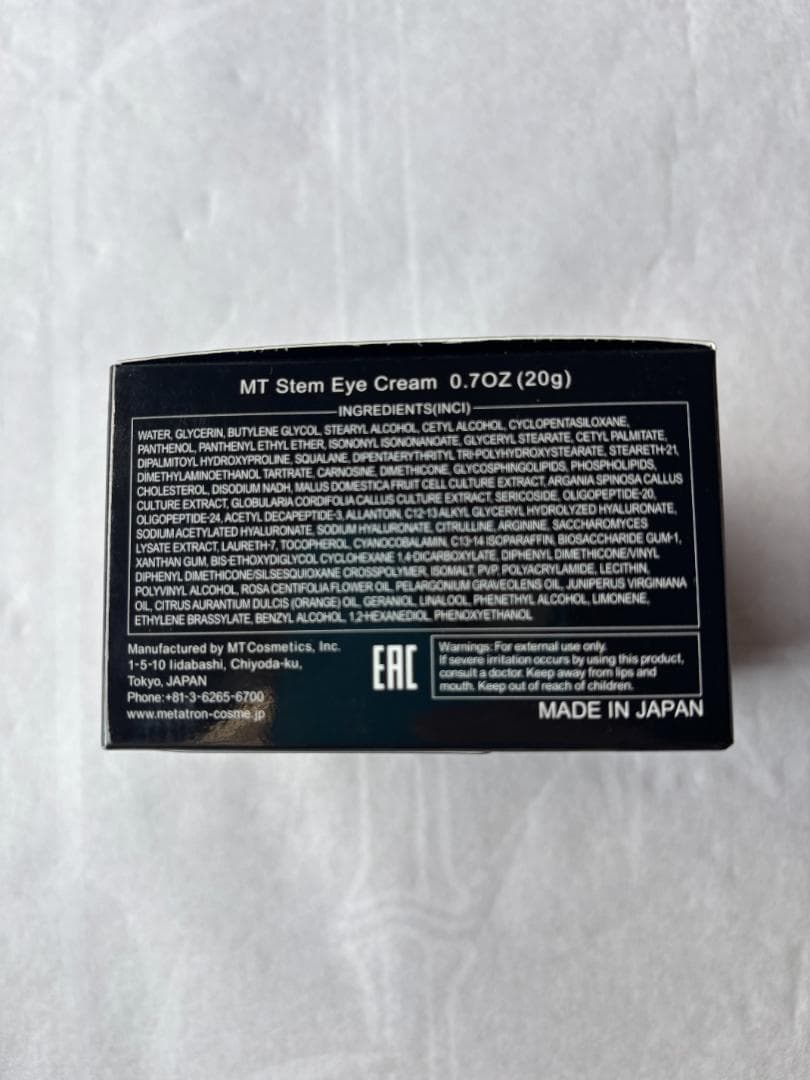 MT Stem Eye Cream 0.7OZ (20g)
INGREDIENTS(INCI)
WATER, GLYCERIN, BUTYLENE GLYCOL, STEARYL ALCOHOL, CETYL ALCOHOL, CYCLOPENTASILOXANE,
PANTHENOL, PANTHENYL ETHYL ETHER, ISONONYL ISONONANOATE, GLYCERYL STEARATE, CETYL PALMITATE,
DIPALMITOYL HYDROXYPROLINE, SQUALANE, DIPENTAERYTHRITYL TRI-POLYHYDROXYSTEARATE, STEARETH-21,
DIMETHYLAMINOETHANOL TARTRATE, CARNOSINE, DIMETHICONE, GLYCOSPHINGOLIPIDS, PHOSPHOLIPIDS,
CHOLESTEROL, DISODIUM NADH, MALUS DOMESTICA FRUIT CELL CULTURE EXTRACT, ARGANIA SPINOSA CALLUS
CULTURE EXTRACT, GLOBULARIA CORDIFOLIA CALLUS CULTURE EXTRACT, SERICOSIDE, OLIGOPEPTIDE-20,
OLIGOPEPTIDE-24, ACETYL DECAPEPTIDE-3, ALLANTOIN, C12-13 ALKYL GLYCERYL HYDROLYZED HYALURONATE,
SODIUM ACETYLATED HYALURONATE, SODIUM HYALURONATE, CITRULLINE, ARGININE, SACCHAROMYCES
LYSATE EXTRACT, LAURETH-7, TOCOPHEROL, CYANOCOBALAMIN, C13-14 ISOPARAFFIN, BIOSACCHARIDE GUM-1,
XANTHAN GUM, BIS-ETHOXYDIGLYCOL CYCLOHEXANE 1,4-DICARBOXYLATE, DIPHENYL DIMETHICONE/VINYL
DIPHENYL DIMETHICONE/SILSESQUIOXANE CROSSPOLYMER, ISOMALT, PVP, POLYACRYLAMIDE, LECITHIN,
POLYVINYL ALCOHOL, ROSA CENTIFOLIA FLOWER OIL, PELARGONIUM GRAVEOLENS OIL, JUNIPERUS VIRGINIANA
OIL, CITRUS AURANTIUM DULCIS (ORANGE) OIL, GERANIOL, LINALOOL, PHENETHYL ALCOHOL, LIMONENE,
ETHYLENE BRASSYLATE, BENZYL ALCOHOL, 1,2-HEXANEDIOL, PHENOXYETHANOL
Manufactured by MTCosmetics, Inc.
1-5-10 Iidabashi, Chiyoda-ku,
Tokyo, JAPAN
Phone:+81-3-6265-6700
www.metatron-cosme.jp
EAC
Warnings: For external use only.
If severe irritation occurs by using this product,
consult a doctor. Keep away from lips and
mouth. Keep out of reach of children.
MADE IN JAPAN